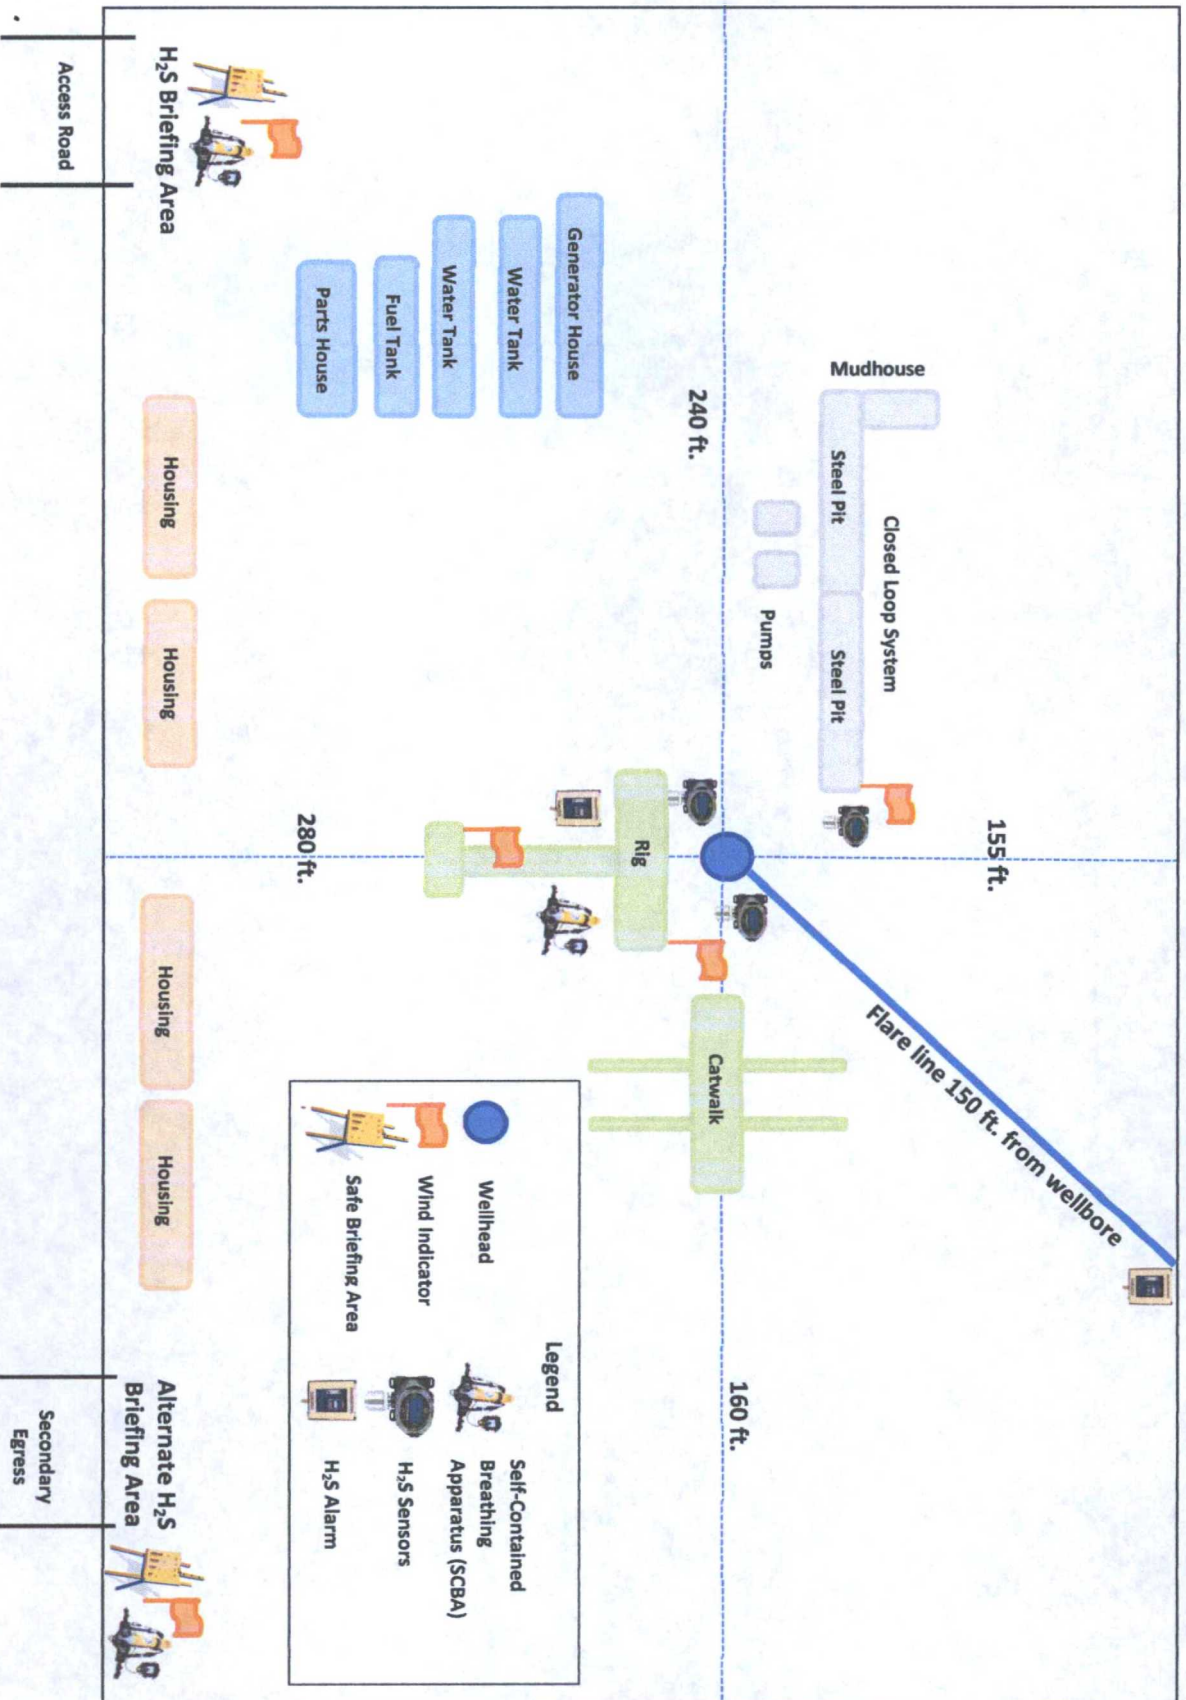 155 ft.
Mudhouse
Closed Loop System
Steel Pit
Steel Pit
Pumps
Flare line 150 ft. from wellbore
240 ft.
160 ft.
Generator House
Water Tank
Water Tank
Fuel Tank
Parts House
Rig
Catwalk
280 ft.
Legend
Wellhead
Wind Indicator
Safe Briefing Area
Self-Contained
Breathing
Apparatus (SCBA)
H₂S Sensors
H₂S Alarm
H₂S Briefing Area
Housing
Housing
Housing
Housing
Alternate H₂S
Briefing Area
Access Road
Secondary
Egress